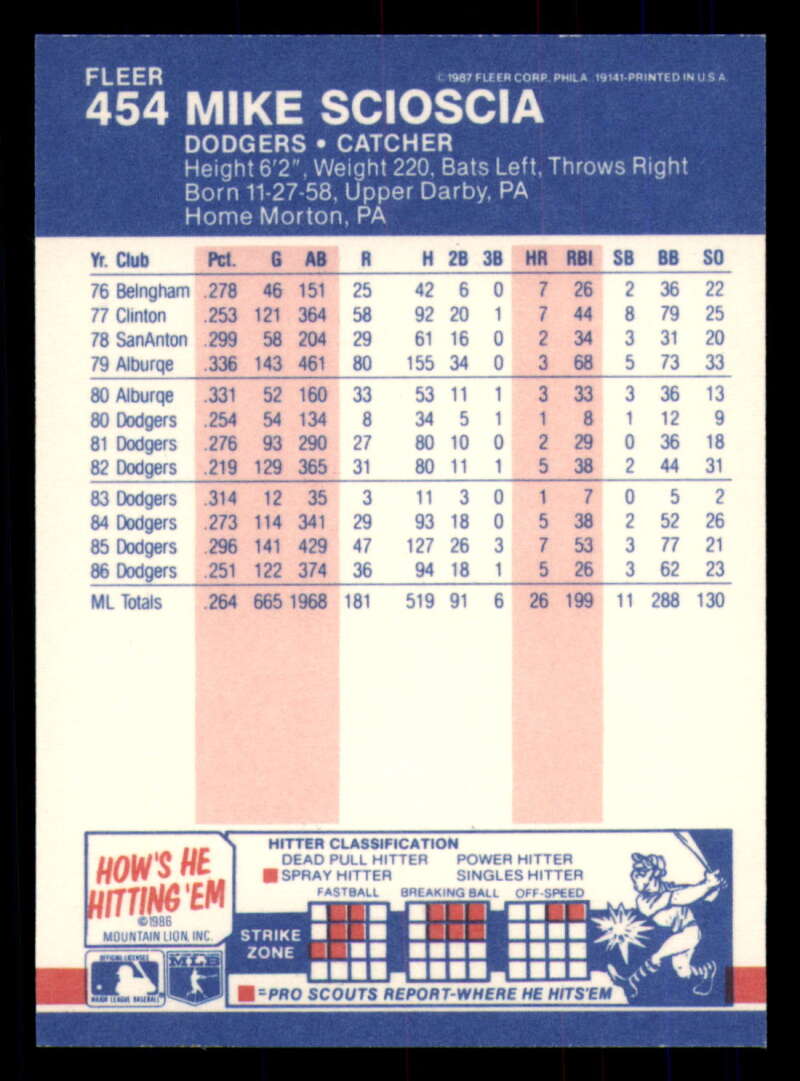 FLEER
©1987 FLEER CORP. PHILA. 19141-PRINTED IN U.S.A.
454 MIKE SCIOSCIA
DODGERS • CATCHER
Height 6'2", Weight 220, Bats Left, Throws Right
Born 11-27-58, Upper Darby, PA
Home Morton, PA
Yr. Club Pct. G AB R H 2B 3B HR RBI SB BB SO
76 Belngham .278 46 151 25 42 6 0 7 26 2 36 22
77 Clinton .253 121 364 58 92 20 1 7 44 8 79 25
78 SanAnton .299 58 204 29 61 16 0 2 34 3 31 20
79 Alburqe .336 143 461 80 155 34 0 3 68 5 73 33
80 Alburqe .331 52 160 33 53 11 1 3 33 3 36 13
80 Dodgers .254 54 134 8 34 5 1 1 8 1 12 9
81 Dodgers .276 93 290 27 80 10 0 2 29 0 36 18
82 Dodgers .219 129 365 31 80 11 1 5 38 2 44 31
83 Dodgers .314 12 35 3 11 3 0 1 7 0 5 2
84 Dodgers .273 114 341 29 93 18 0 5 38 2 52 26
85 Dodgers .296 141 429 47 127 26 3 7 53 3 77 21
86 Dodgers .251 122 374 36 94 18 1 5 26 3 62 23
ML Totals .264 665 1968 181 519 91 6 26 199 11 288 130
HOW'S HE
HITTING 'EM
©1986
MOUNTAIN LION, INC.
HITTER CLASSIFICATION
DEAD PULL HITTER POWER HITTER
SPRAY HITTER SINGLES HITTER
FASTBALL BREAKING BALL OFF-SPEED
STRIKE
ZONE
=PRO SCOUTS REPORT-WHERE HE HITS'EM
OFFICIAL LICENSEE
MAJOR LEAGUE BASEBALL
MLB